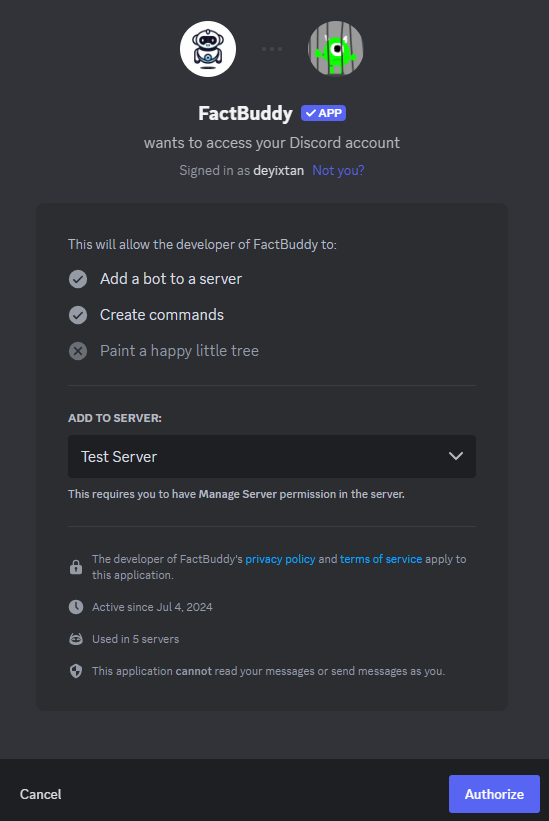 FactBuddy ✓ APP
wants to access your Discord account
Signed in as deyixtan Not you?
This will allow the developer of FactBuddy to:
Add a bot to a server
Create commands
Paint a happy little tree
ADD TO SERVER:
Test Server
This requires you to have Manage Server permission in the server.
The developer of FactBuddy's privacy policy and terms of service apply to
this application.
Active since Jul 4, 2024
Used in 5 servers
This application cannot read your messages or send messages as you.
Cancel
Authorize